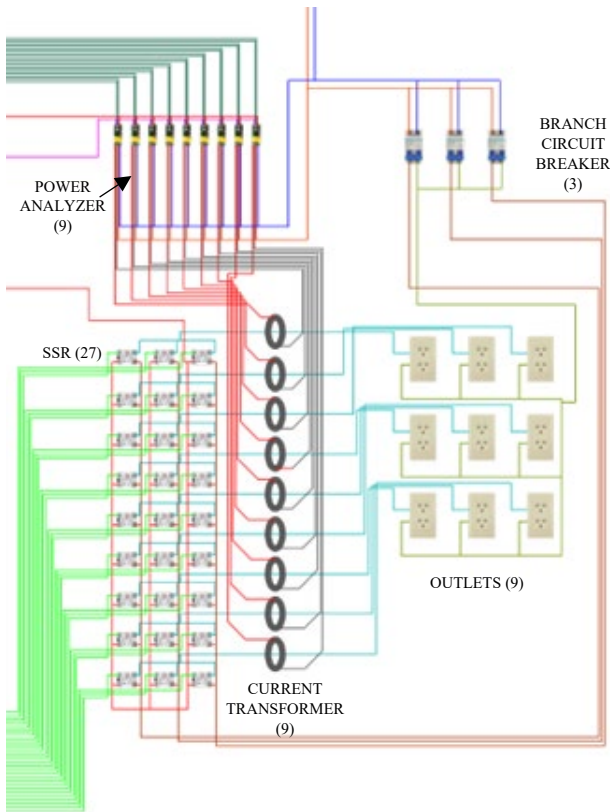 BRANCH
CIRCUIT
BREAKER
(3)
POWER
ANALYZER
(9)
SSR (27)
OUTLETS (9)
CURRENT
TRANSFORMER
(9)